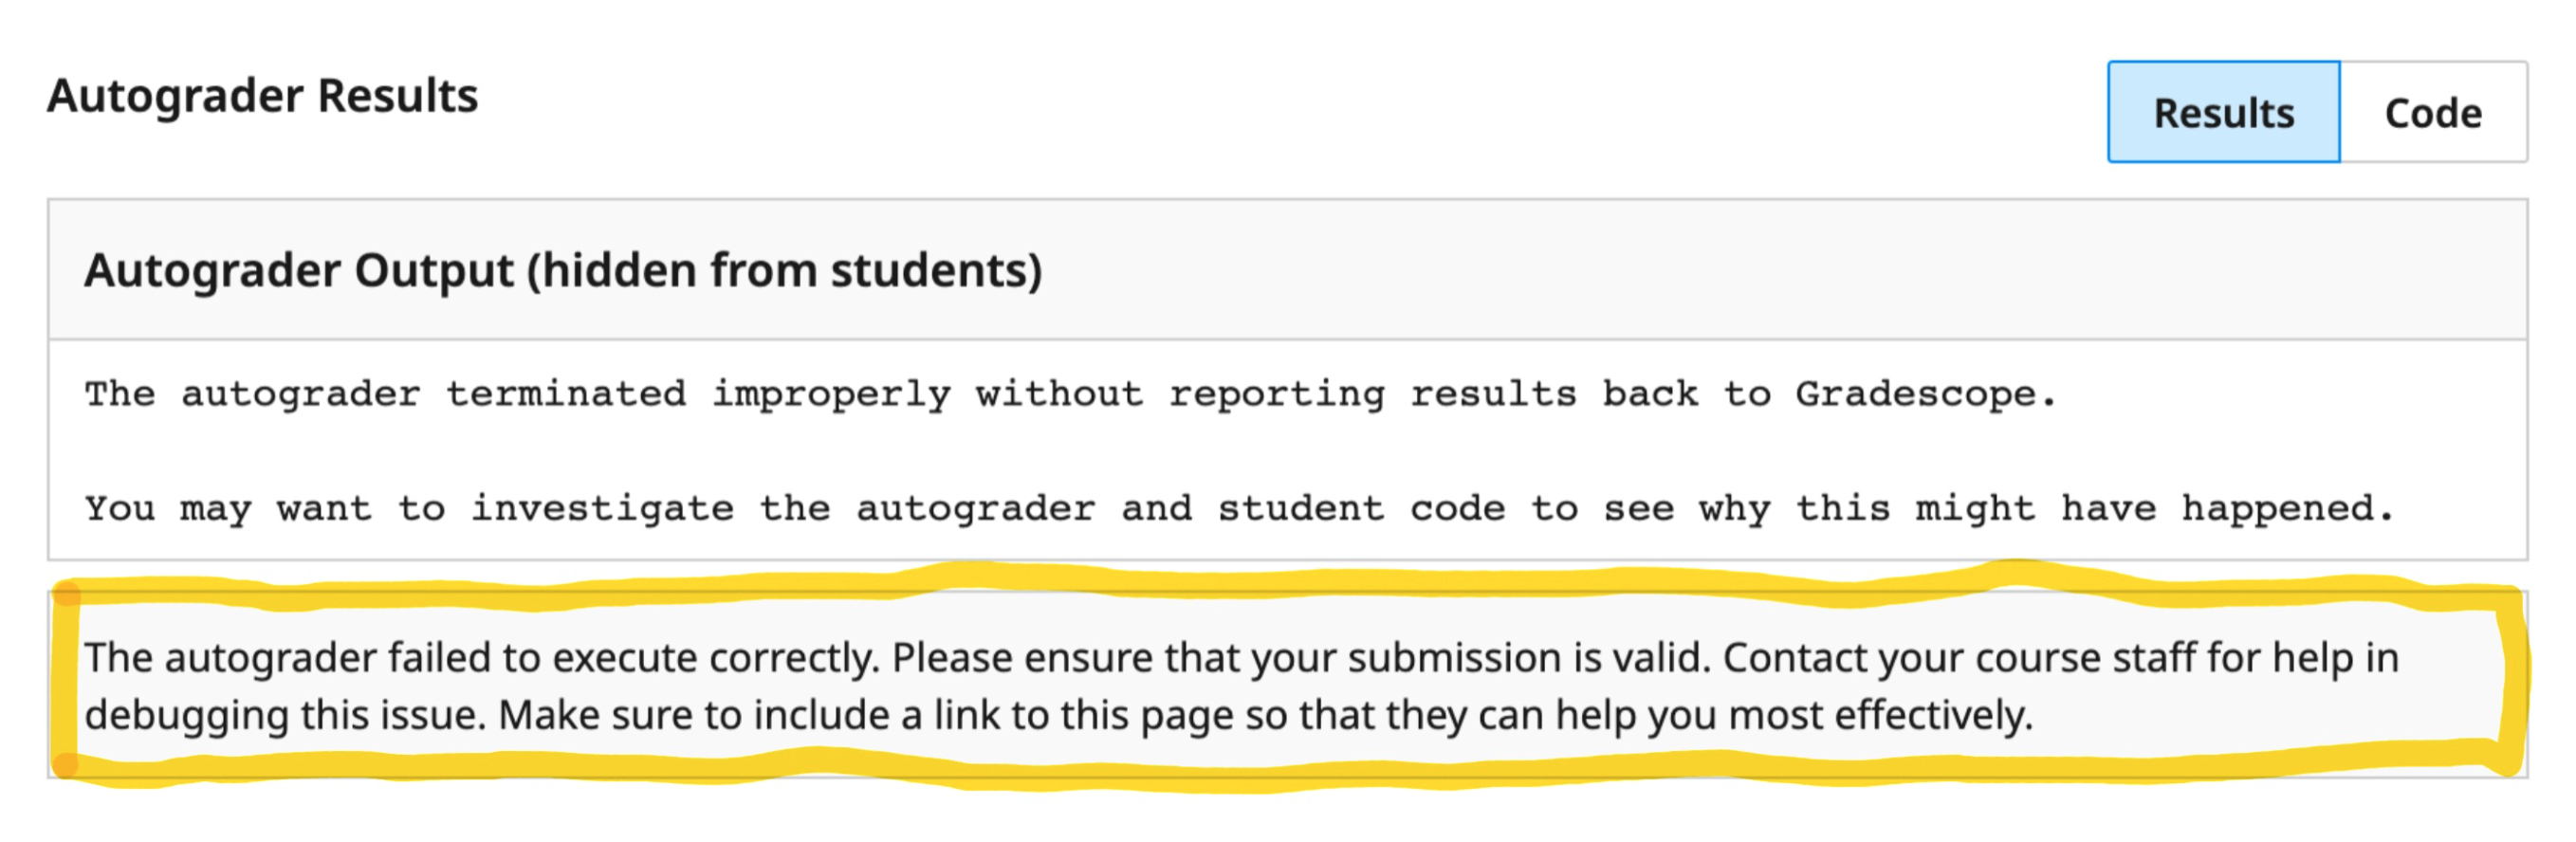 Autograder Results
Results
Code
Autograder Output (hidden from students)
The autograder terminated improperly without reporting results back to Gradescope.
You may want to investigate the autograder and student code to see why this might have happened.
The autograder failed to execute correctly. Please ensure that your submission is valid. Contact your course staff for help in
debugging this issue. Make sure to include a link to this page so that they can help you most effectively.